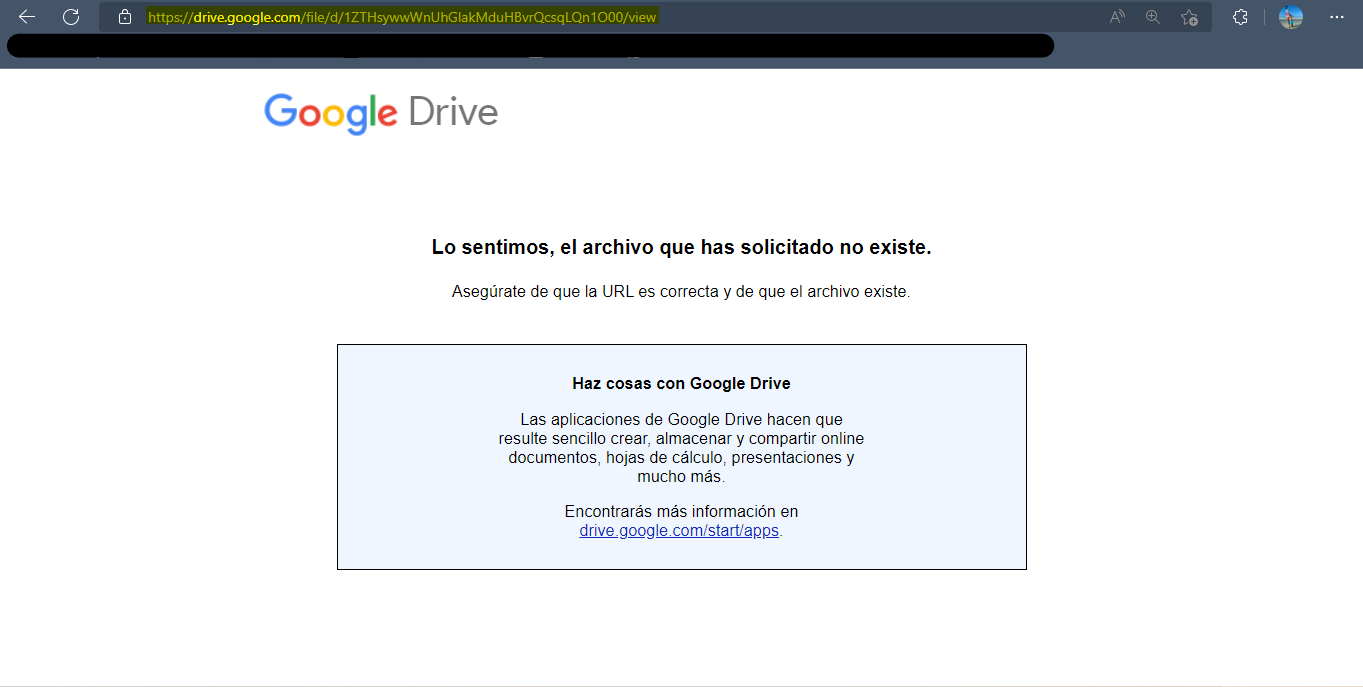 https://drive.google.com/file/d/1ZTHsywwWnUhGlakMduHBvrQcsqLQn1O00/view
Google Drive
Lo sentimos, el archivo que has solicitado no existe.
Asegúrate de que la URL es correcta y de que el archivo existe.
Haz cosas con Google Drive
Las aplicaciones de Google Drive hacen que
resulte sencillo crear, almacenar y compartir online
documentos, hojas de cálculo, presentaciones y
mucho más.
Encontrarás más información en
drive.google.com/start/apps.